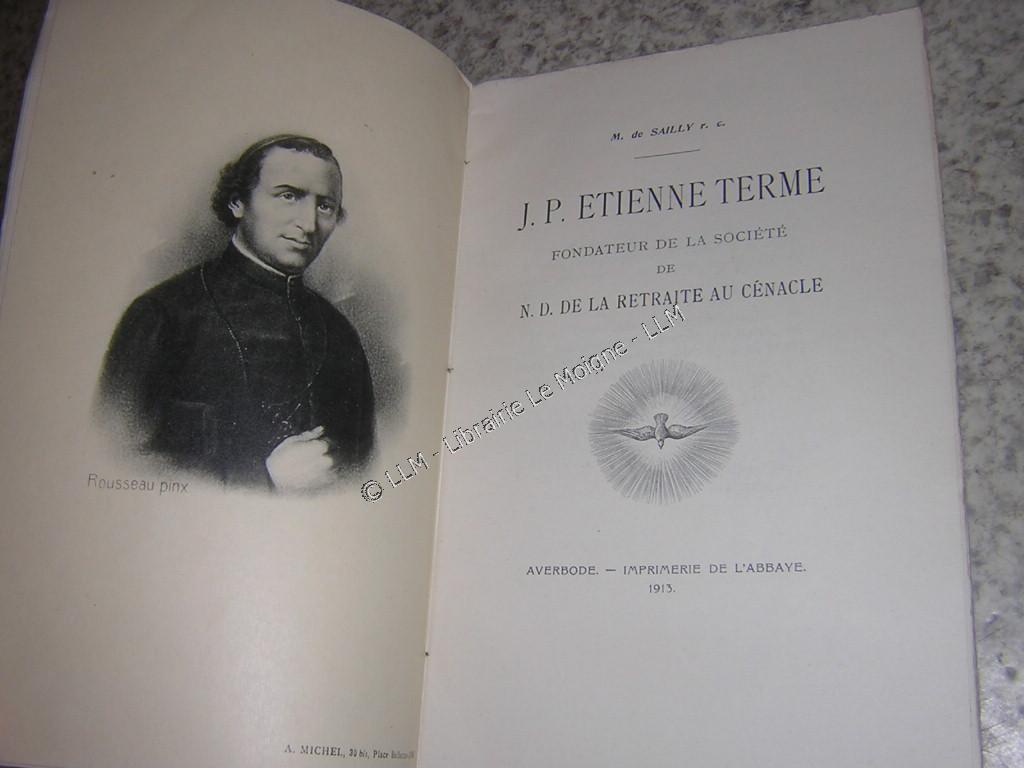 Rousseau pinx
A. MICHEL, 30 bis, Place
M. de SAILLY r. c.
J. P. ETIENNE TERME
FONDATEUR DE LA SOCIÉTÉ
DE
N. D. DE LA RETRAITE AU CÉNACLE
AVERBODE. — IMPRIMERIE DE L'ABBAYE.
1913.
© LLM - Librairie Le Moigne - LLM